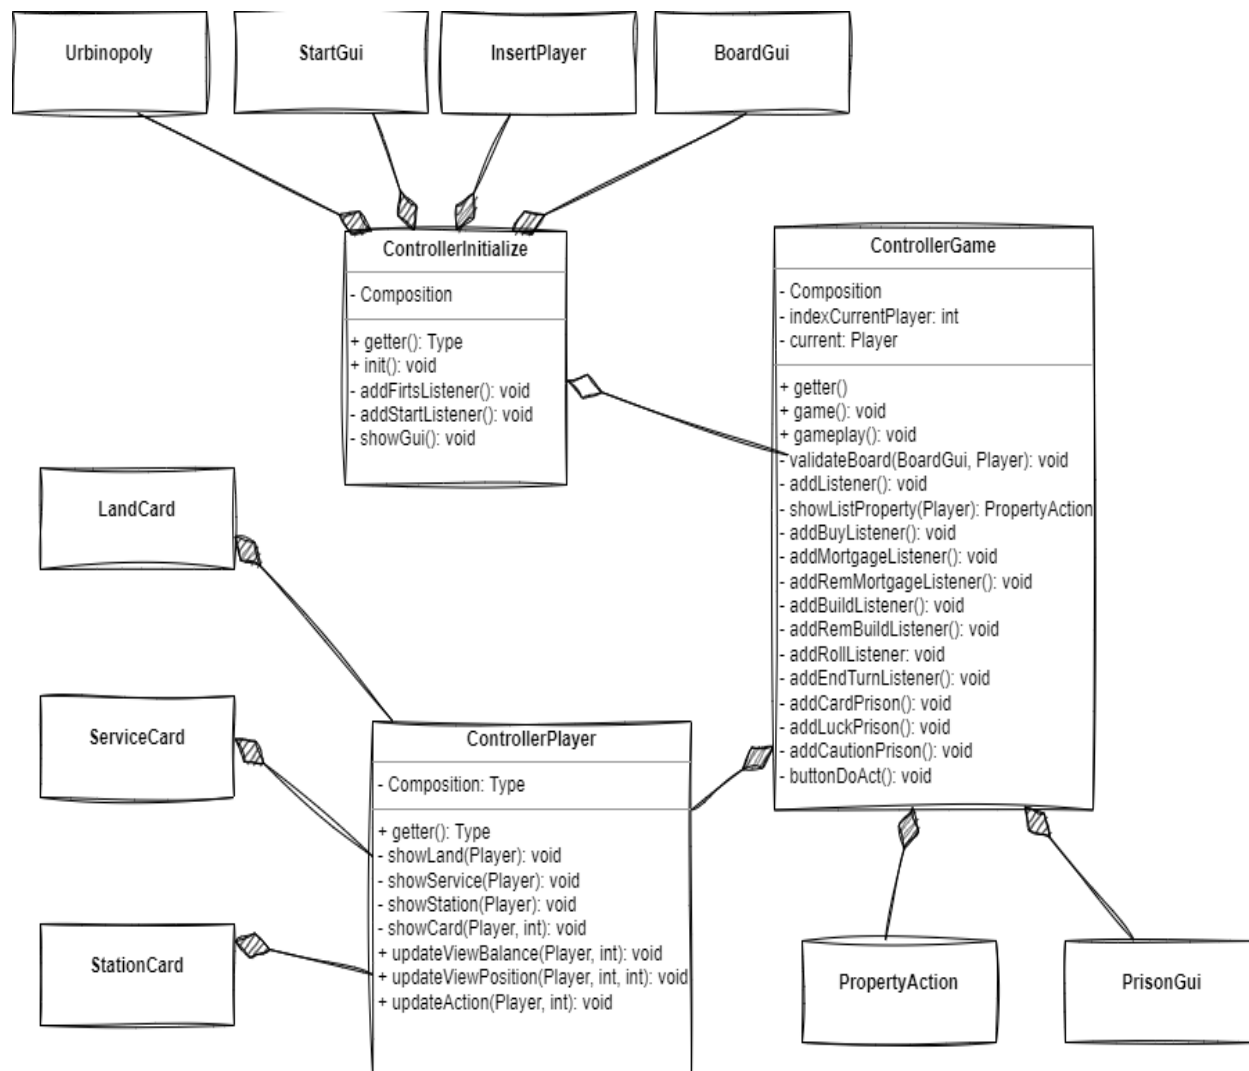 Urbinopoly
StartGui
InsertPlayer
BoardGui
ControllerInitialize
- Composition
+ getter(): Type
+ init(): void
- addFirtsListener(): void
- addStartListener(): void
- showGui(): void
ControllerGame
- Composition
- indexCurrentPlayer: int
- current: Player
+ getter()
+ game(): void
+ gameplay(): void
- validateBoard(BoardGui, Player): void
- addListener(): void
- showListProperty(Player): PropertyAction
- addBuyListener(): void
- addMortgageListener(): void
- addRemMortgageListener(): void
- addBuildListener(): void
- addRemBuildListener(): void
- addRollListener: void
- addEndTurnListener(): void
- addCardPrison(): void
- addLuckPrison(): void
- addCautionPrison(): void
- buttonDoAct(): void
LandCard
ServiceCard
StationCard
ControllerPlayer
- Composition: Type
+ getter(): Type
- showLand(Player): void
- showService(Player): void
- showStation(Player): void
- showCard(Player, int): void
+ updateViewBalance(Player, int): void
+ updateViewPosition(Player, int, int): void
+ updateAction(Player, int): void
PropertyAction
PrisonGui